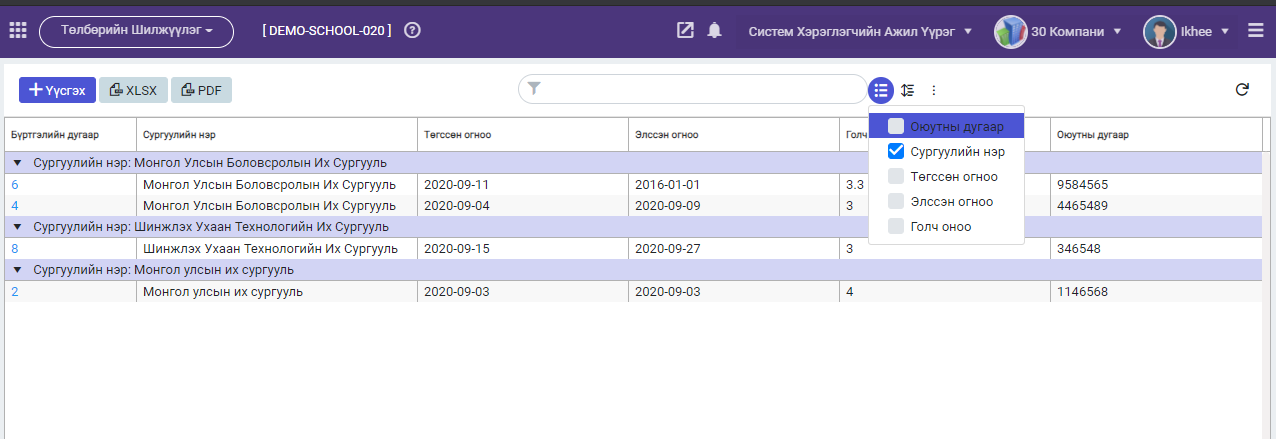 Төлбөрийн Шилжүүлэг
[ DEMO-SCHOOL-020 ]
Систем Хэрэглэгчийн Ажил Үүрэг
30 Компани
Ikhee
Үүсгэх
XLSX
PDF
Оюутны дугаар
Сургуулийн нэр
Төгссөн огноо
Элссэн огноо
Голч оноо
Бүртгэлийн дугаар Сургуулийн нэр Төгссөн огноо Элссэн огноо Голч Оюутны дугаар
Сургуулийн нэр: Монгол Улсын Боловсролын Их Сургууль
6 Монгол Улсын Боловсролын Их Сургууль 2020-09-11 2016-01-01 3.3 9584565
4 Монгол Улсын Боловсролын Их Сургууль 2020-09-04 2020-09-09 3 4465489
Сургуулийн нэр: Шинжлэх Ухаан Технологийн Их Сургууль
8 Шинжлэх Ухаан Технологийн Их Сургууль 2020-09-15 2020-09-27 3 346548
Сургуулийн нэр: Монгол улсын их сургууль
2 Монгол улсын их сургууль 2020-09-03 2020-09-03 4 1146568